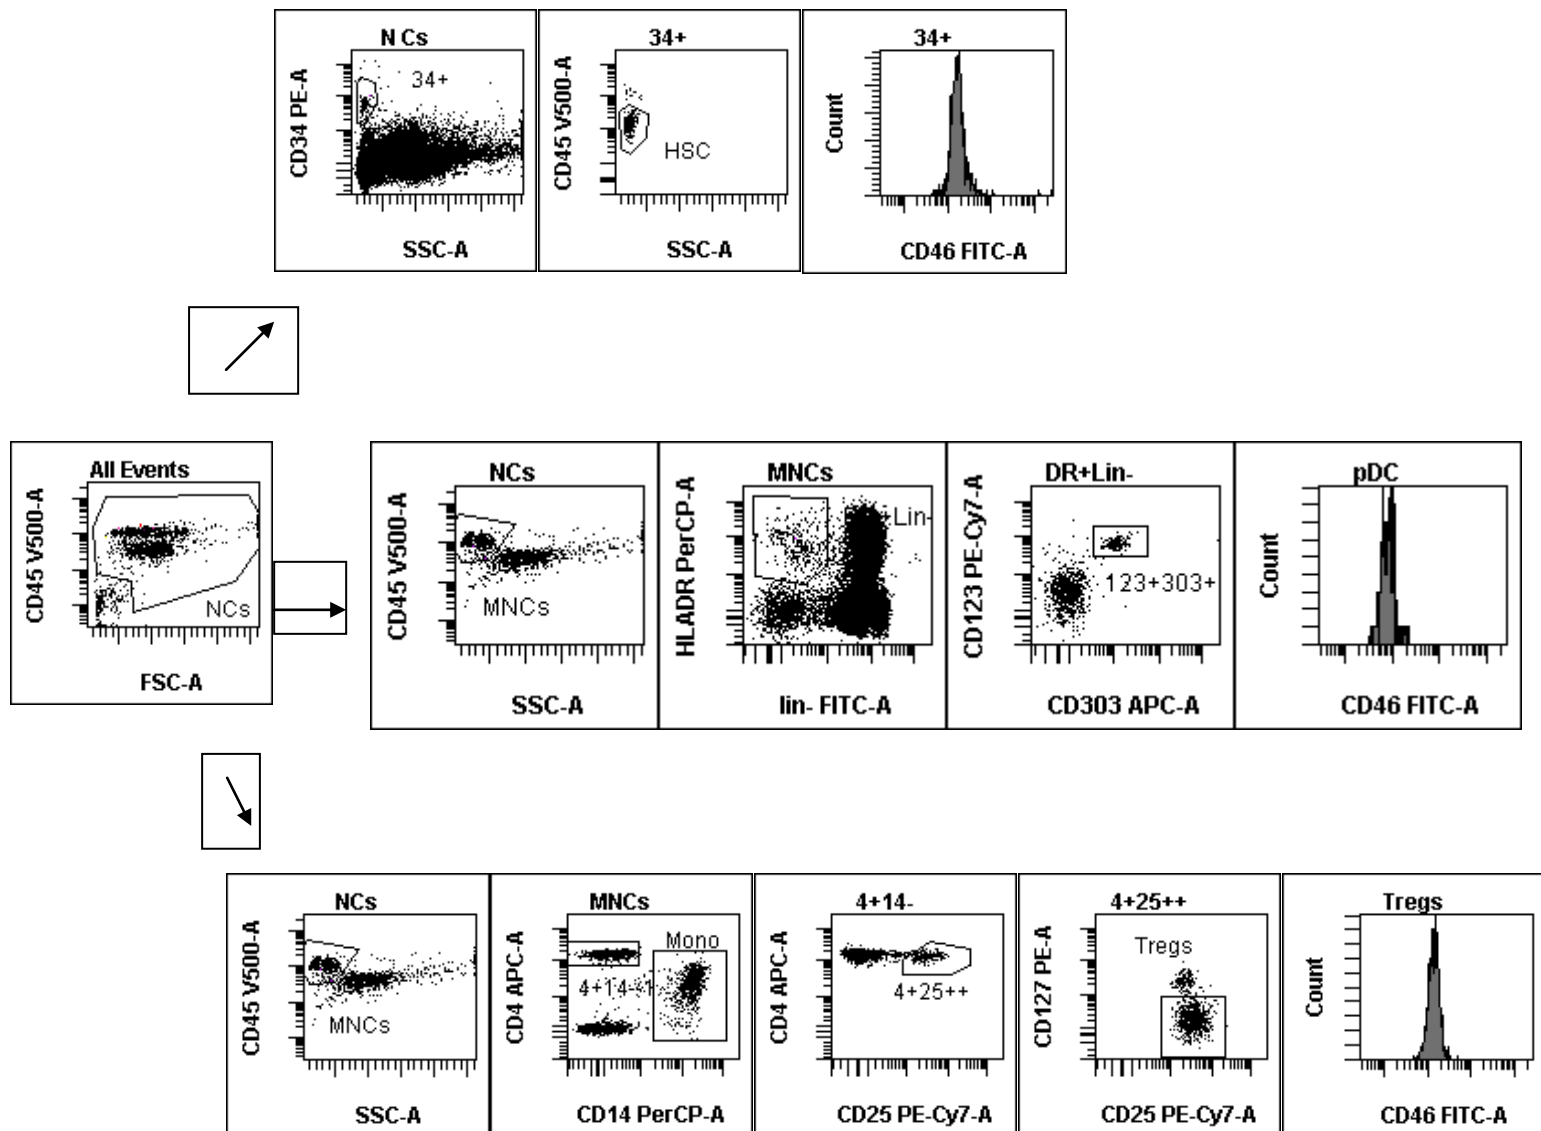 N Cs
CD34 PE-A
34+
SSC-A
34+
CD45 V500-A
HSC
SSC-A
34+
Count
CD46 FITC-A
All Events
CD45 V500-A
NCs
FSC-A
NCs
CD45 V500-A
MNCs
SSC-A
MNCs
HLADR PerCP-A
Lin-
lin- FITC-A
DR+Lin-
CD123 PE-Cy7-A
123+303+
CD303 APC-A
pDC
Count
CD46 FITC-A
NCs
CD45 V500-A
MNCs
SSC-A
MNCs
CD4 APC-A
Mono
4+14-
CD14 PerCP-A
4+14-
CD4 APC-A
4+25++
CD25 PE-Cy7-A
4+25++
CD127 PE-A
Tregs
CD25 PE-Cy7-A
Tregs
Count
CD46 FITC-A